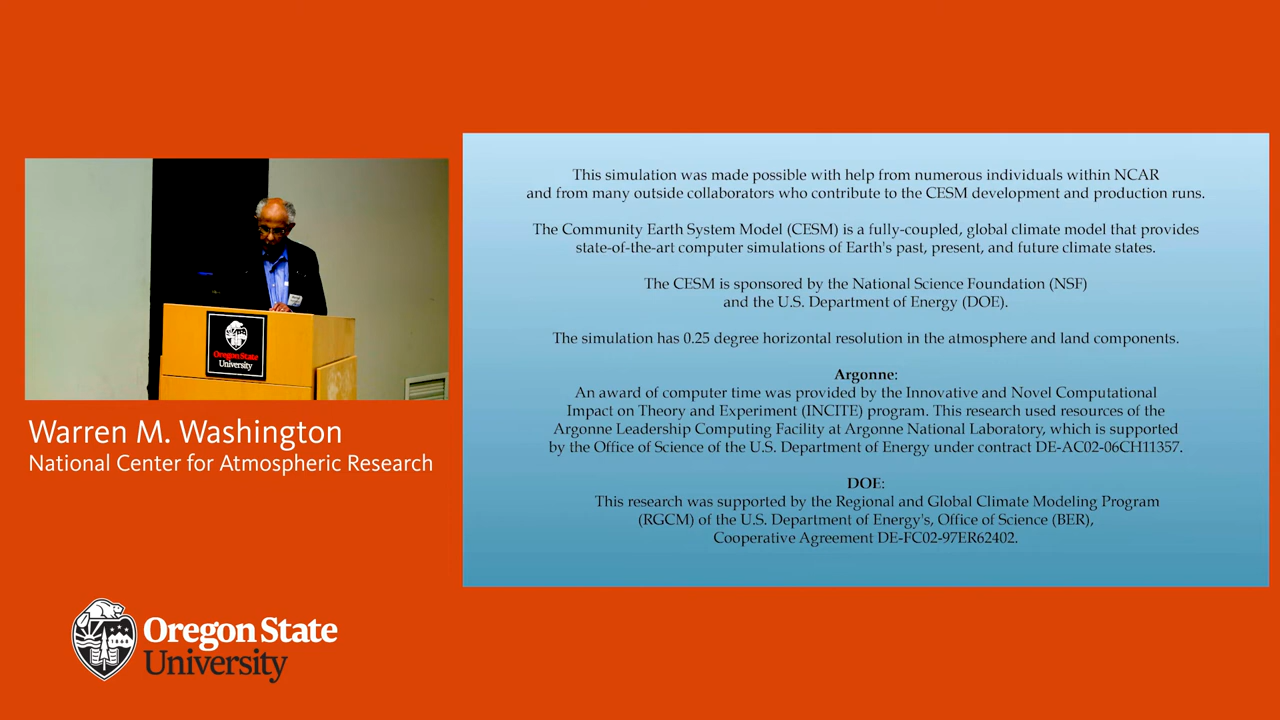 This simulation was made possible with help from numerous individuals within NCAR
and from many outside collaborators who contribute to the CESM development and production runs.
The Community Earth System Model (CESM) is a fully-coupled, global climate model that provides
state-of-the-art computer simulations of Earth's past, present, and future climate states.
The CESM is sponsored by the National Science Foundation (NSF)
and the U.S. Department of Energy (DOE).
The simulation has 0.25 degree horizontal resolution in the atmosphere and land components.
Argonne:
An award of computer time was provided by the Innovative and Novel Computational
Impact on Theory and Experiment (INCITE) program. This research used resources of the
Argonne Leadership Computing Facility at Argonne National Laboratory, which is supported
by the Office of Science of the U.S. Department of Energy under contract DE-AC02-06CH11357.
DOE:
This research was supported by the Regional and Global Climate Modeling Program
(RGCM) of the U.S. Department of Energy's, Office of Science (BER),
Cooperative Agreement DE-FC02-97ER62402.
Oregon State
University
Warren M. Washington
National Center for Atmospheric Research
Oregon State
University